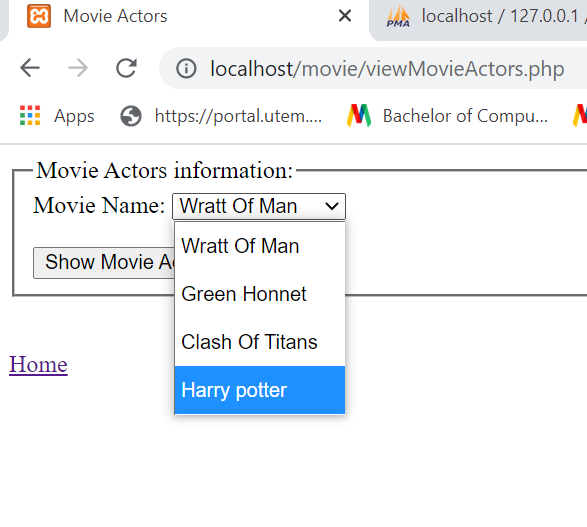 Movie Actors
PMA localhost / 127.0.0.1 /
localhost/movie/viewMovieActors.php
Apps https://portal.utem.... Bachelor of Compu...
Movie Actors information:
Movie Name: Wratt Of Man
Wratt Of Man
Show Movie A
Green Honnet
Clash Of Titans
Home
Harry potter